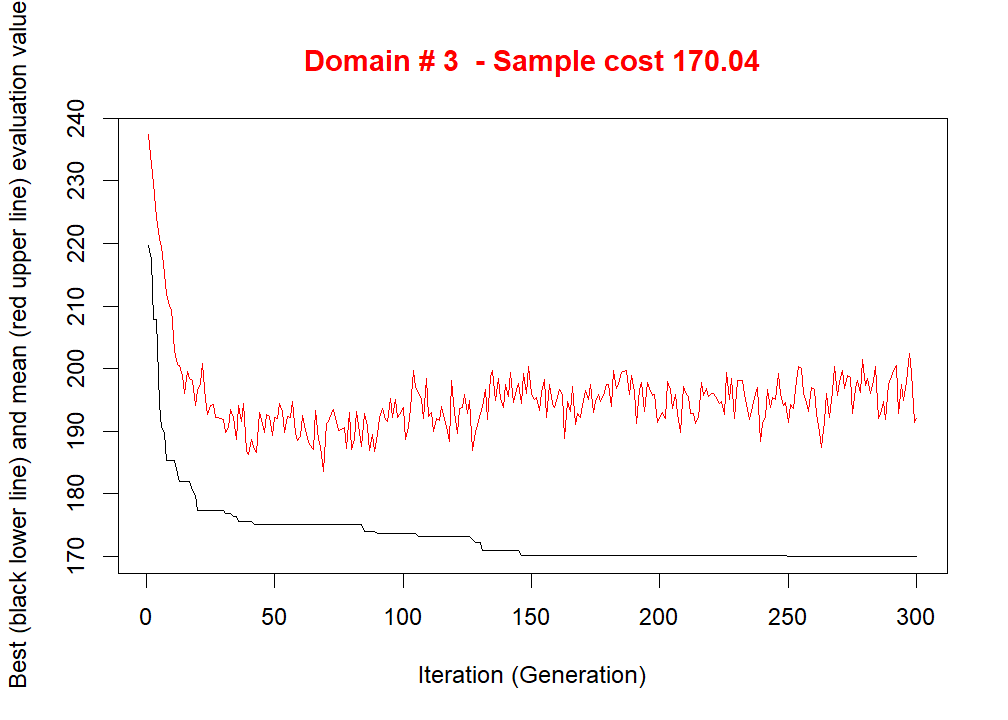 Domain # 3  - Sample cost 170.04
Best (black lower line) and mean (red upper line) evaluation value
240
230
220
210
200
190
180
170
0 50 100 150 200 250 300
Iteration (Generation)